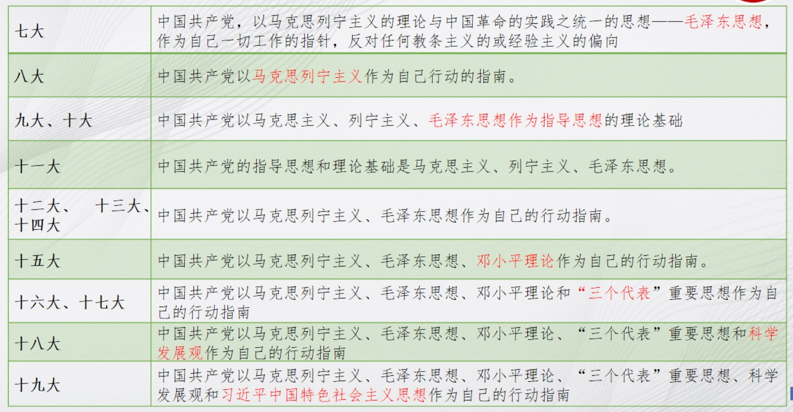 七大
中国共产党，以马克思列宁主义的理论与中国革命的实践之统一的思想——毛泽东思想，
作为自己一切工作的指针，反对任何教条主义的或经验主义的偏向
八大
中国共产党以马克思列宁主义作为自己行动的指南。
九大、十大
中国共产党以马克思主义、列宁主义、毛泽东思想作为指导思想的理论基础
十一大
中国共产党的指导思想和理论基础是马克思主义、列宁主义、毛泽东思想。
十二大、 十三大、
十四大
中国共产党以马克思列宁主义、毛泽东思想作为自己的行动指南。
十五大
中国共产党以马克思列宁主义、毛泽东思想、邓小平理论作为自己的行动指南。
十六大、十七大
中国共产党以马克思列宁主义、毛泽东思想、邓小平理论和“三个代表”重要思想作为自
己的行动指南
十八大
中国共产党以马克思列宁主义、毛泽东思想、邓小平理论、“三个代表”重要思想和科学
发展观作为自己的行动指南
十九大
中国共产党以马克思列宁主义、毛泽东思想、邓小平理论、“三个代表”重要思想、科学
发展观和习近平中国特色社会主义思想作为自己的行动指南